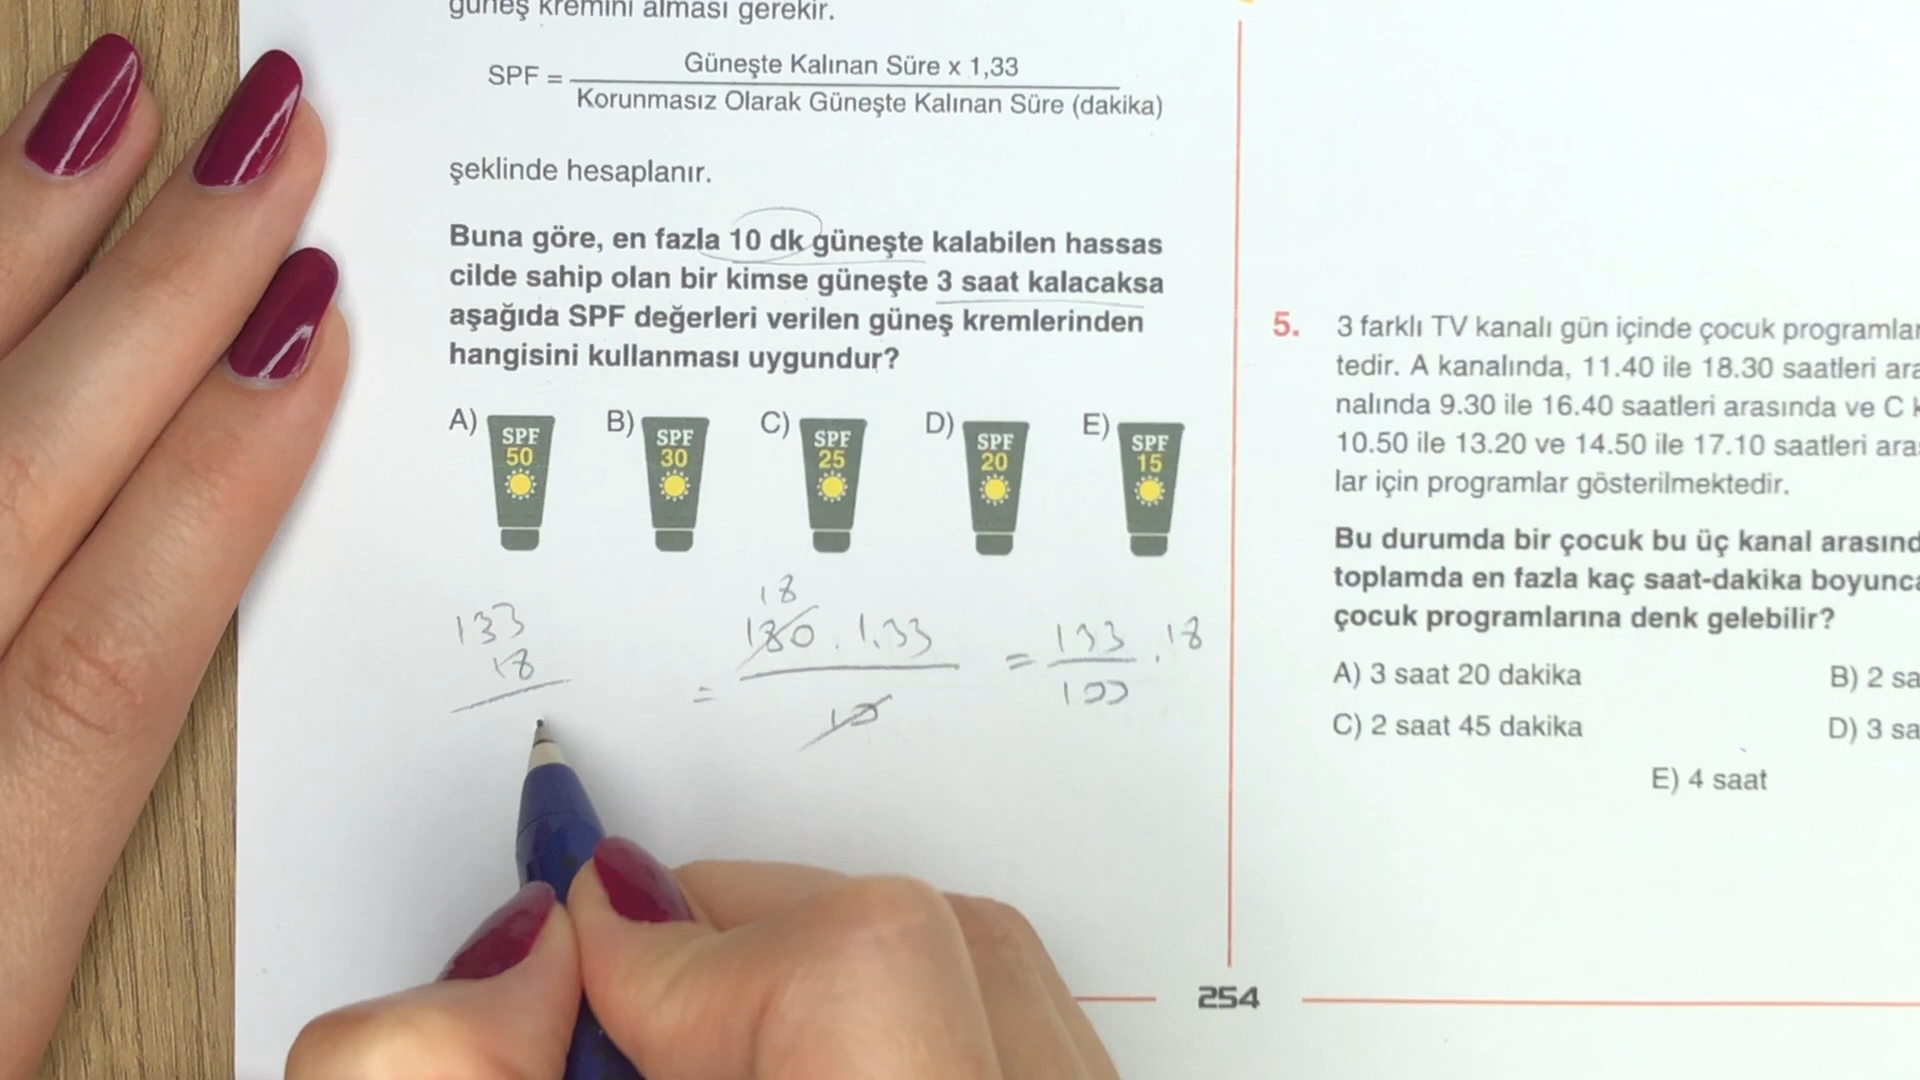 güneş kremini alması gerekir.
SPF = Güneşte Kalınan Süre x 1,33
Korunmasız Olarak Güneşte Kalınan Süre (dakika)
şeklinde hesaplanır.
Buna göre, en fazla 10 dk güneşte kalabilen hassas
cilde sahip olan bir kimse güneşte 3 saat kalacaksa
aşağıda SPF değerleri verilen güneş kremlerinden
hangisini kullanması uygundur?
A) SPF 50
B) SPF 30
C) SPF 25
D) SPF 20
E) SPF 15
133
18
18
= 180 . 1,33
10
= 133 . 18
100
5. 3 farklı TV kanalı gün içinde çocuk
tedir. A kanalında, 11.40 ile 18.30 saatleri
nalında 9.30 ile 16.40 saatleri arasında ve C
10.50 ile 13.20 ve 14.50 ile 17.10 saatleri
lar için programlar gösterilmektedir.
Bu durumda bir çocuk bu üç kanal
toplamda en fazla kaç saat-dakika
çocuk programlarına denk gelebilir?
A) 3 saat 20 dakika
B) 2
C) 2 saat 45 dakika
D) 3
E) 4 saat
254